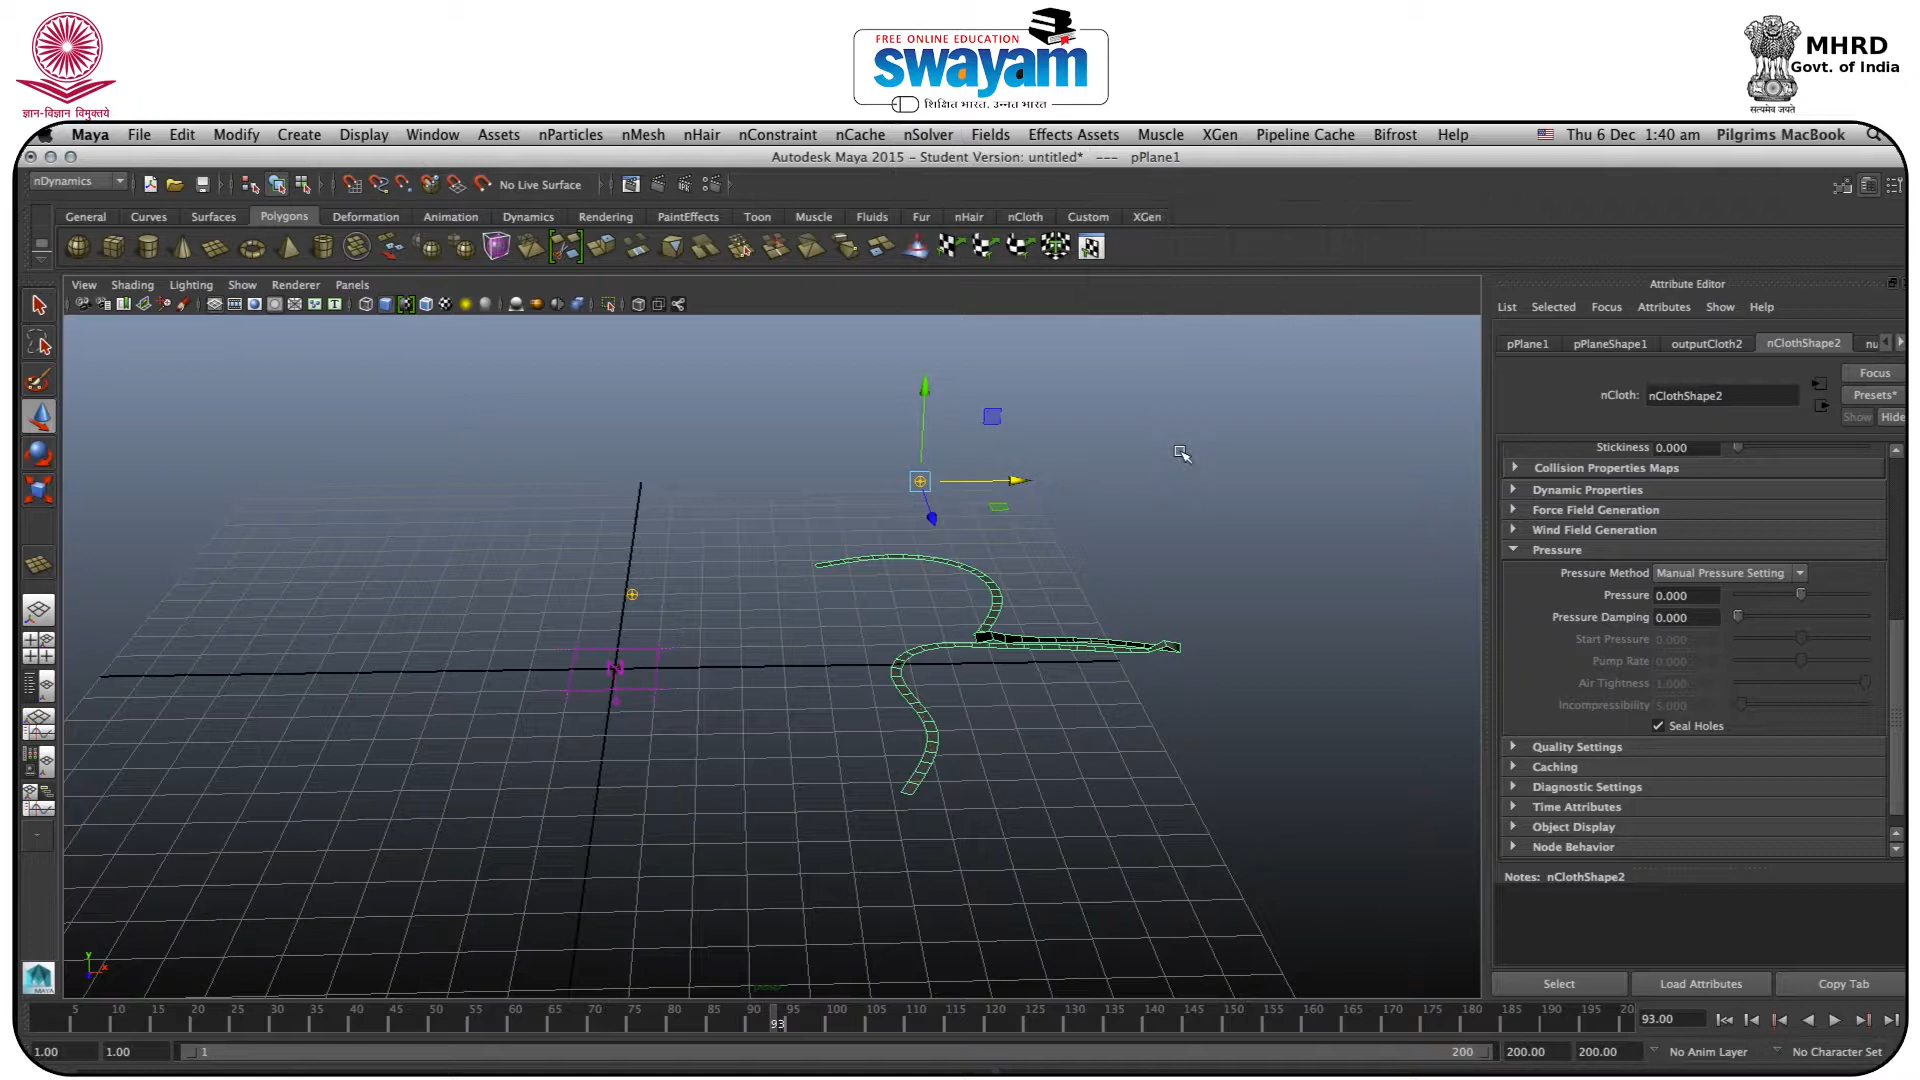 FREE ONLINE EDUCATION
swayam
शिक्षित भारत, उन्नत भारत
ज्ञान-विज्ञान विमुक्तये
MHRD
Govt. of India
सत्यमेव जयते
Maya File Edit Modify Create Display Window Assets nParticles nMesh nHair nConstraint nCache nSolver Fields Effects Assets Muscle XGen Pipeline Cache Bifrost Help Thu 6 Dec 1:40 am Pilgrims MacBook
Autodesk Maya 2015 - Student Version: untitled* --- pPlane1
nDynamics No Live Surface
General Curves Surfaces Polygons Deformation Animation Dynamics Rendering PaintEffects Toon Muscle Fluids Fur nHair nCloth Custom XGen
View Shading Lighting Show Renderer Panels
Attribute Editor
List Selected Focus Attributes Show Help
pPlane1 pPlaneShape1 outputCloth2 nClothShape2 nu
Focus
nCloth: nClothShape2 Presets*
Show Hide
Stickiness 0.000
Collision Properties Maps
Dynamic Properties
Force Field Generation
Wind Field Generation
Pressure
Pressure Method Manual Pressure Setting
Pressure 0.000
Pressure Damping 0.000
Start Pressure 0.000
Pump Rate 0.000
Air Tightness 1.000
Incompressibility 5.000
Seal Holes
Quality Settings
Caching
Diagnostic Settings
Time Attributes
Object Display
Node Behavior
Notes: nClothShape2
Select Load Attributes Copy Tab
N
y
x
MAYA
5 10 15 20 25 30 35 40 45 50 55 60 65 70 75 80 85 90 95 100 105 110 115 120 125 130 135 140 145 150 155 160 165 170 175 180 185 190 195 20
93 93.00
1.00 1.00 1 200 200.00 200.00 No Anim Layer No Character Set